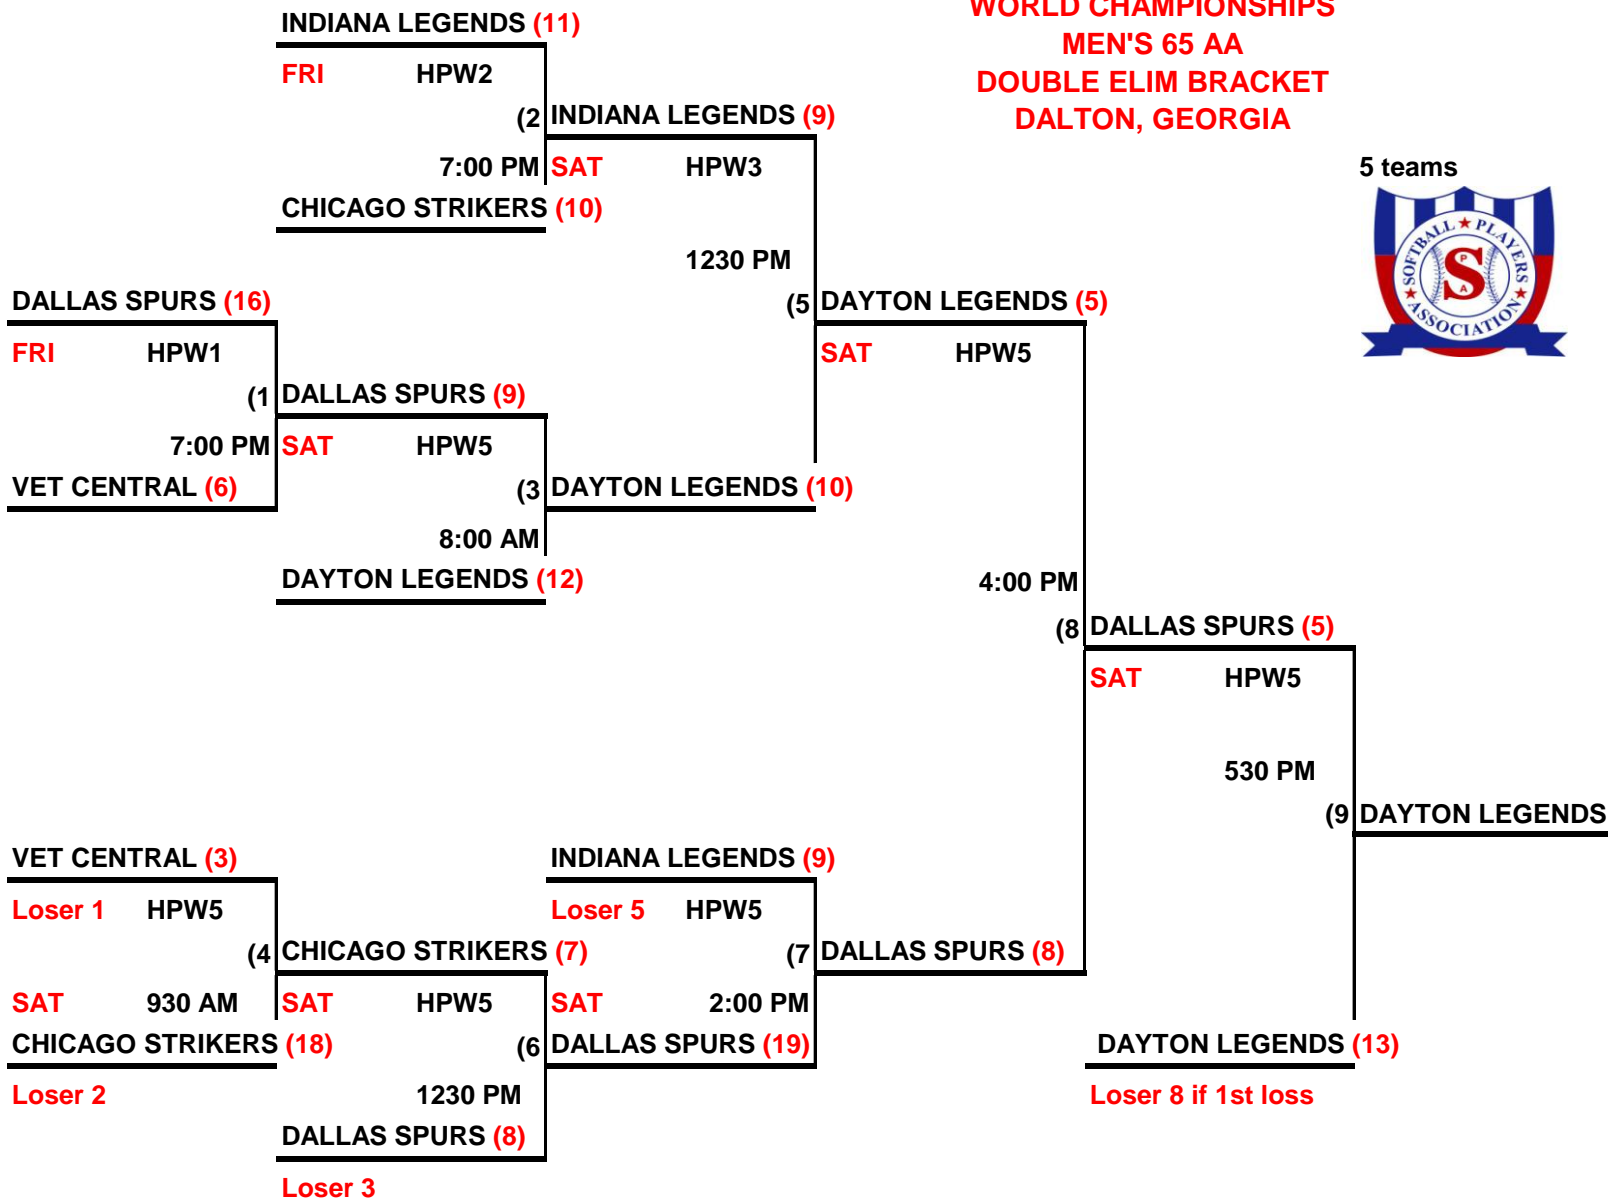 WORLD CHAMPIONSHIPS
MEN'S 65 AA
DOUBLE ELIM BRACKET
DALTON, GEORGIA
5 teams
SOFTBALL ★ PLAYERS ★ ASSOCIATION ★
P
S
A
INDIANA LEGENDS (11)
FRI HPW2
(2 INDIANA LEGENDS (9)
7:00 PM SAT HPW3
CHICAGO STRIKERS (10)
1230 PM
DALLAS SPURS (16)
(5 DAYTON LEGENDS (5)
FRI HPW1
SAT HPW5
(1 DALLAS SPURS (9)
7:00 PM SAT HPW5
VET CENTRAL (6)
(3 DAYTON LEGENDS (10)
8:00 AM
DAYTON LEGENDS (12)
4:00 PM
(8 DALLAS SPURS (5)
SAT HPW5
530 PM
(9 DAYTON LEGENDS
VET CENTRAL (3)
INDIANA LEGENDS (9)
Loser 1 HPW5
Loser 5 HPW5
(4 CHICAGO STRIKERS (7)
(7 DALLAS SPURS (8)
SAT 930 AM SAT HPW5 SAT 2:00 PM
CHICAGO STRIKERS (18)
(6 DALLAS SPURS (19)
DAYTON LEGENDS (13)
Loser 2
1230 PM
Loser 8 if 1st loss
DALLAS SPURS (8)
Loser 3